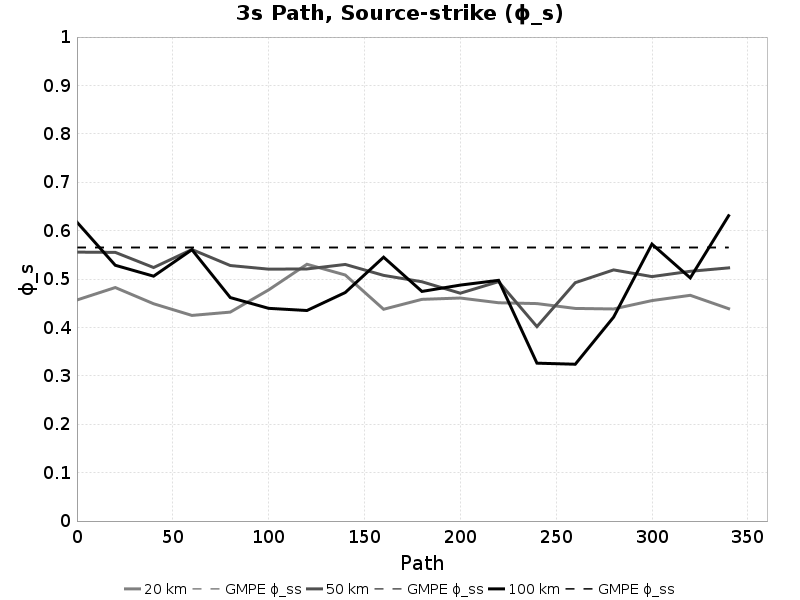 3s Path, Source-strike (ϕ_s)
1
0.9
0.8
0.7
0.6
0.5
0.4
0.3
0.2
0.1
0
ϕ_s
0 50 100 150 200 250 300 350
Path
20 km GMPE ϕ_ss 50 km GMPE ϕ_ss 100 km GMPE ϕ_ss